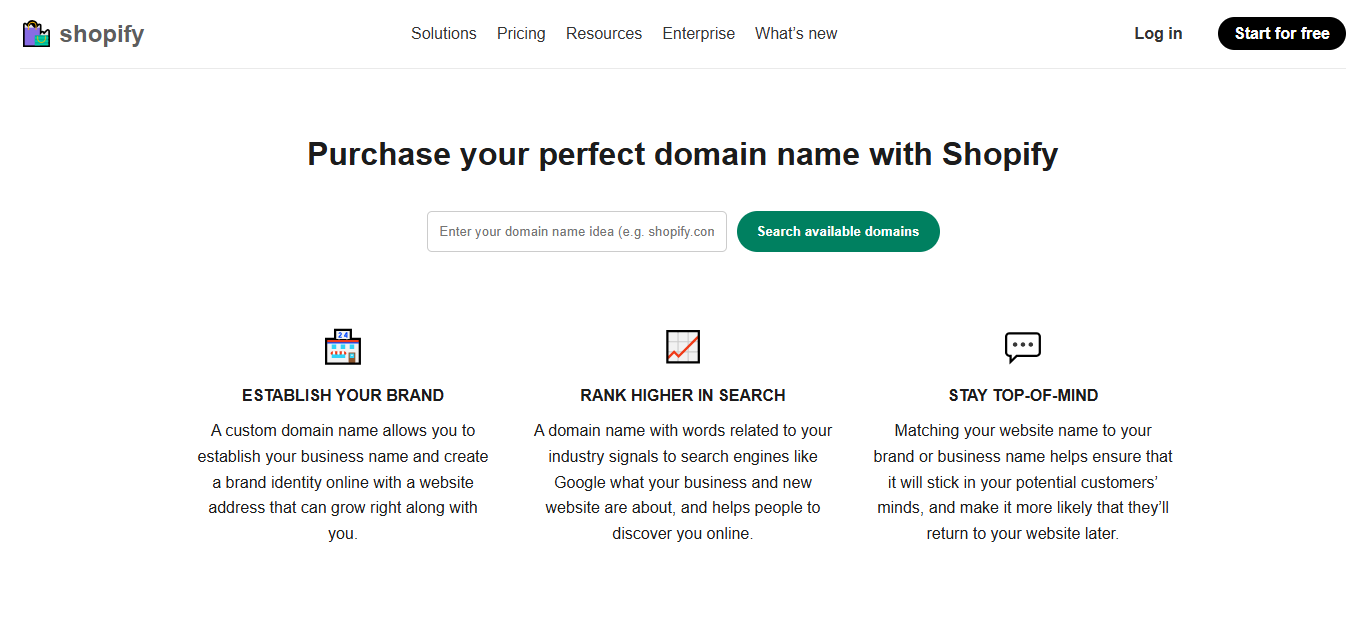 shopify
Solutions Pricing Resources Enterprise What's new
Log in Start for free
Purchase your perfect domain name with Shopify
Enter your domain name idea (e.g. shopify.con
Search available domains
24
ESTABLISH YOUR BRAND
A custom domain name allows you to
establish your business name and create
a brand identity online with a website
address that can grow right along with
you.
RANK HIGHER IN SEARCH
A domain name with words related to your
industry signals to search engines like
Google what your business and new
website are about, and helps people to
discover you online.
STAY TOP-OF-MIND
Matching your website name to your
brand or business name helps ensure that
it will stick in your potential customers’
minds, and make it more likely that they’ll
return to your website later.